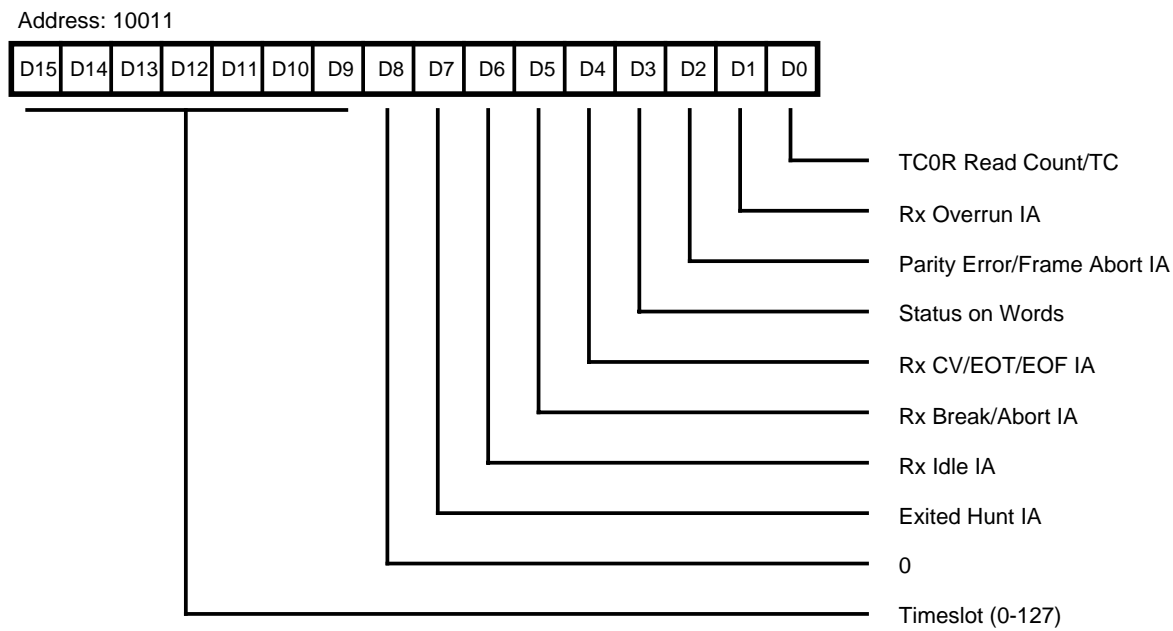 Address: 10011
D15 D14 D13 D12 D11 D10 D9 D8 D7 D6 D5 D4 D3 D2 D1 D0
TC0R Read Count/TC
Rx Overrun IA
Parity Error/Frame Abort IA
Status on Words
Rx CV/EOT/EOF IA
Rx Break/Abort IA
Rx Idle IA
Exited Hunt IA
0
Timeslot (0-127)